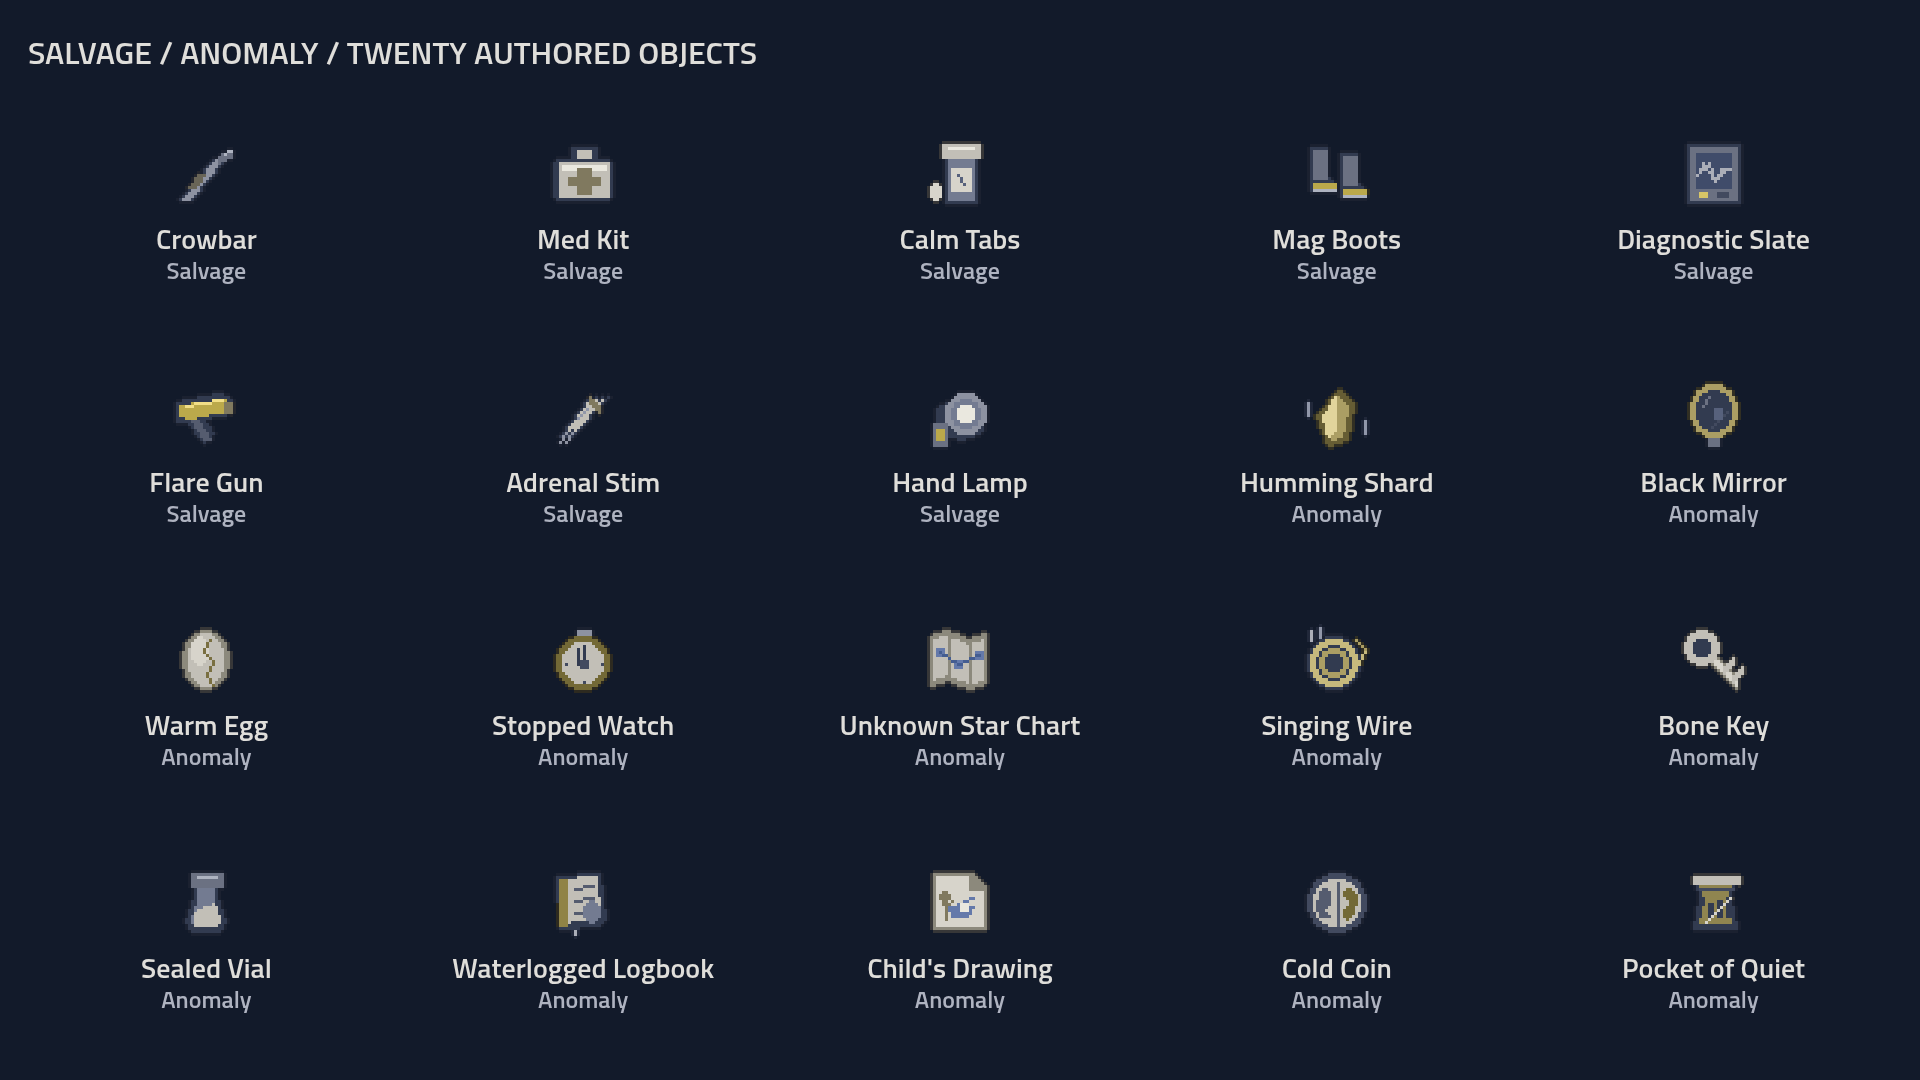 SALVAGE / ANOMALY / TWENTY AUTHORED OBJECTS
Crowbar
Salvage
Med Kit
Salvage
Calm Tabs
Salvage
Mag Boots
Salvage
Diagnostic Slate
Salvage
Flare Gun
Salvage
Adrenal Stim
Salvage
Hand Lamp
Salvage
Humming Shard
Anomaly
Black Mirror
Anomaly
Warm Egg
Anomaly
Stopped Watch
Anomaly
Unknown Star Chart
Anomaly
Singing Wire
Anomaly
Bone Key
Anomaly
Sealed Vial
Anomaly
Waterlogged Logbook
Anomaly
Child's Drawing
Anomaly
Cold Coin
Anomaly
Pocket of Quiet
Anomaly